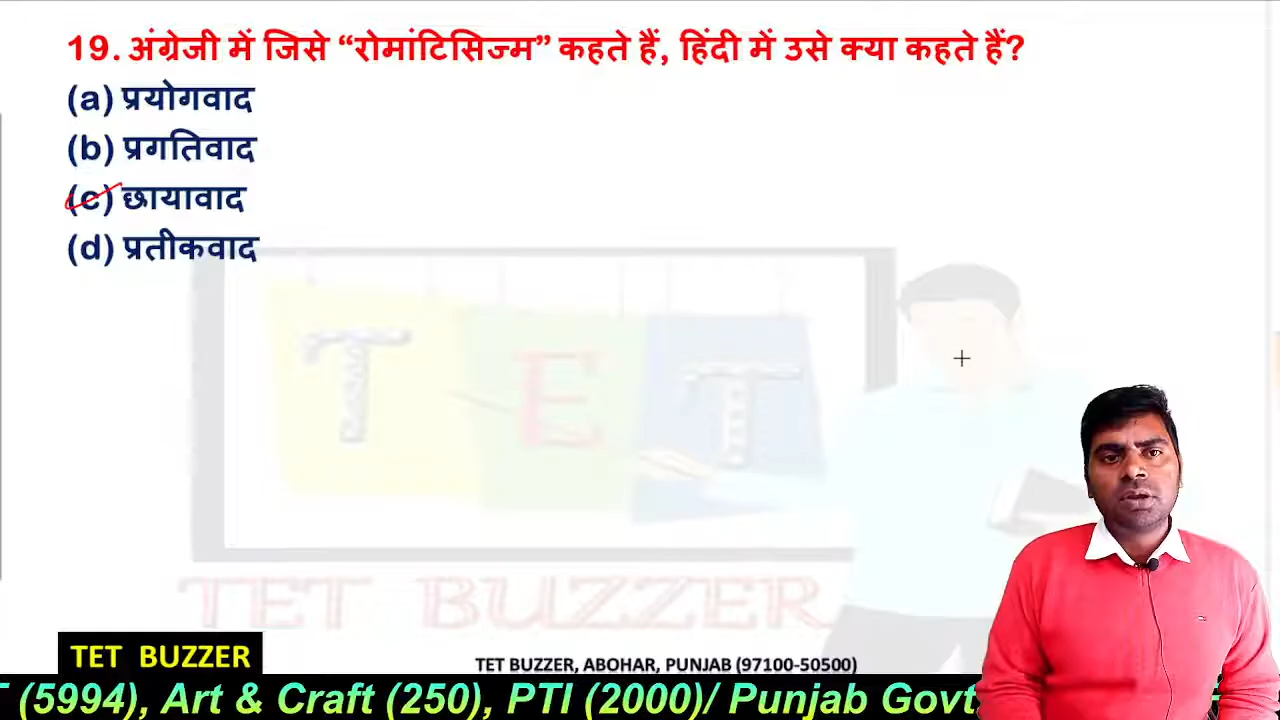 19. अंग्रेजी में जिसे “रोमांटिसिज्म” कहते हैं, हिंदी में उसे क्या कहते हैं?
(a) प्रयोगवाद
(b) प्रगतिवाद
(c) छायावाद
(d) प्रतीकवाद
T E T
TET BUZZER
TET BUZZER
TET BUZZER, ABOHAR, PUNJAB (97100-50500)
(5994), Art & Craft (250), PTI (2000)/ Punjab Govt